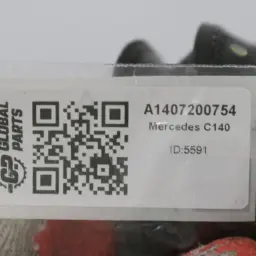 GP GLOBAL
PARTS
A1407200754
Mercedes C140
ID:5591